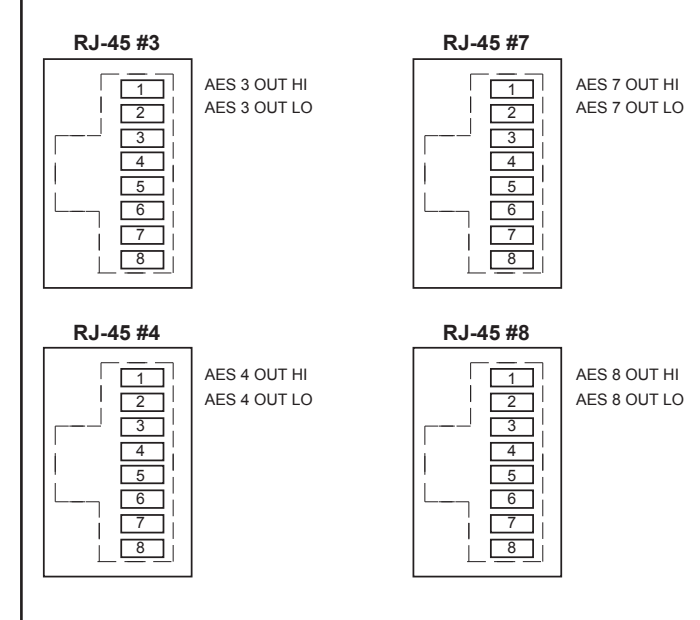 RJ-45 #3
1 AES 3 OUT HI
2 AES 3 OUT LO
3
4
5
6
7
8
RJ-45 #7
1 AES 7 OUT HI
2 AES 7 OUT LO
3
4
5
6
7
8
RJ-45 #4
1 AES 4 OUT HI
2 AES 4 OUT LO
3
4
5
6
7
8
RJ-45 #8
1 AES 8 OUT HI
2 AES 8 OUT LO
3
4
5
6
7
8